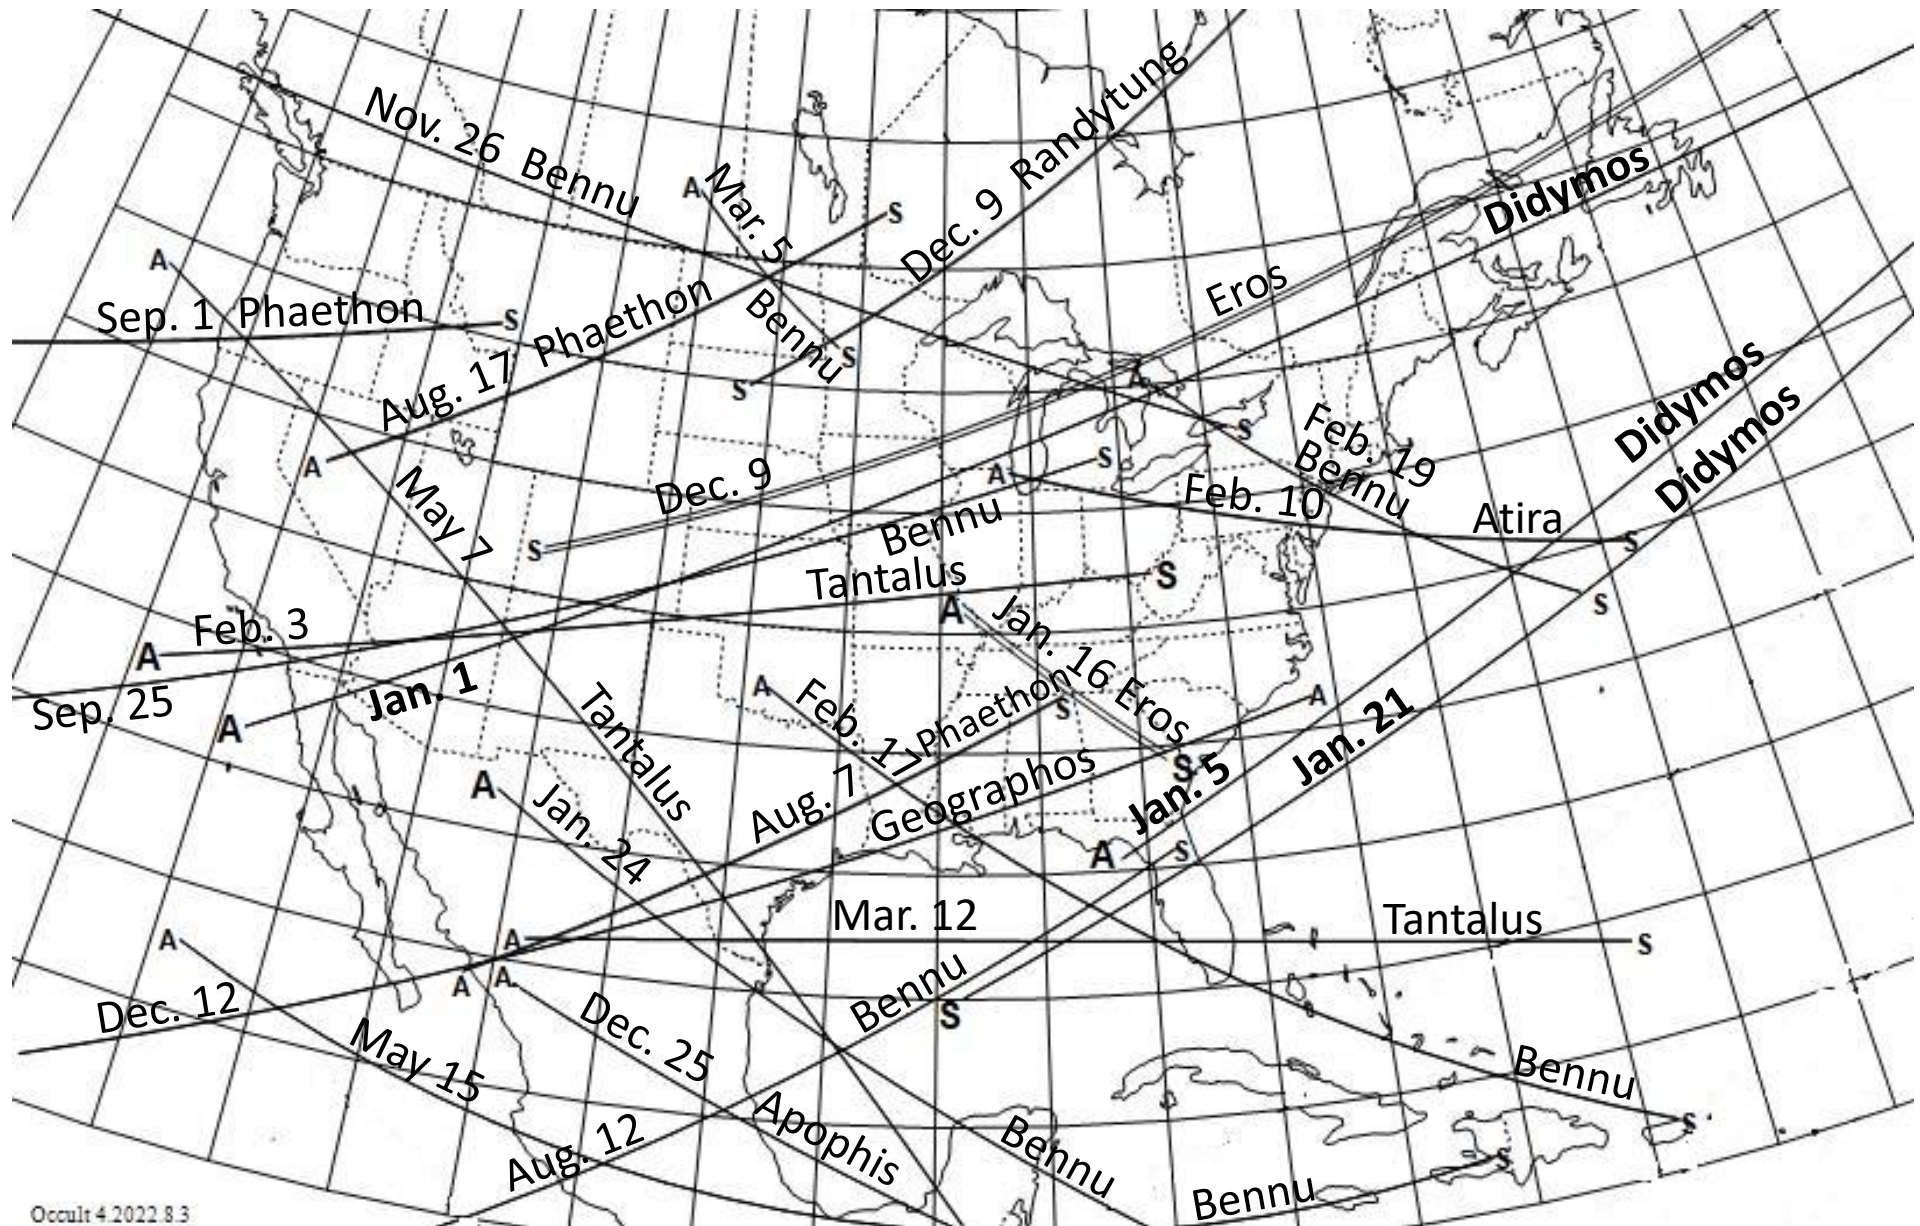 Nov. 26 Bennu
A
Mar. 5
Bennu
S
S
Dec. 9 Randytung
S
Didymos
Eros
A
Sep. 1 Phaethon
S
Aug. 17 Phaethon
A
A
S
Feb. 19
Bennu
Didymos
Didymos
May 7
Dec. 9
S
A
S
Feb. 10
Atira
S
Bennu
Tantalus
S
A
S
Feb. 3
A
Sep. 25
Jan. 1
A
Jan. 16 Eros
S
Tantalus
A
Feb. 17
Phaethon
S
A
Jan. 21
Jan. 5
A
S
A
Jan. 24
Aug. 7
Geographos
Mar. 12
Tantalus
A
S
A
A
A
Dec. 12
May 15
Dec. 25
Bennu
S
Aug. 12
Apophis
Bennu
Bennu
S
Bennu
S
Occult 4.2022.8.3